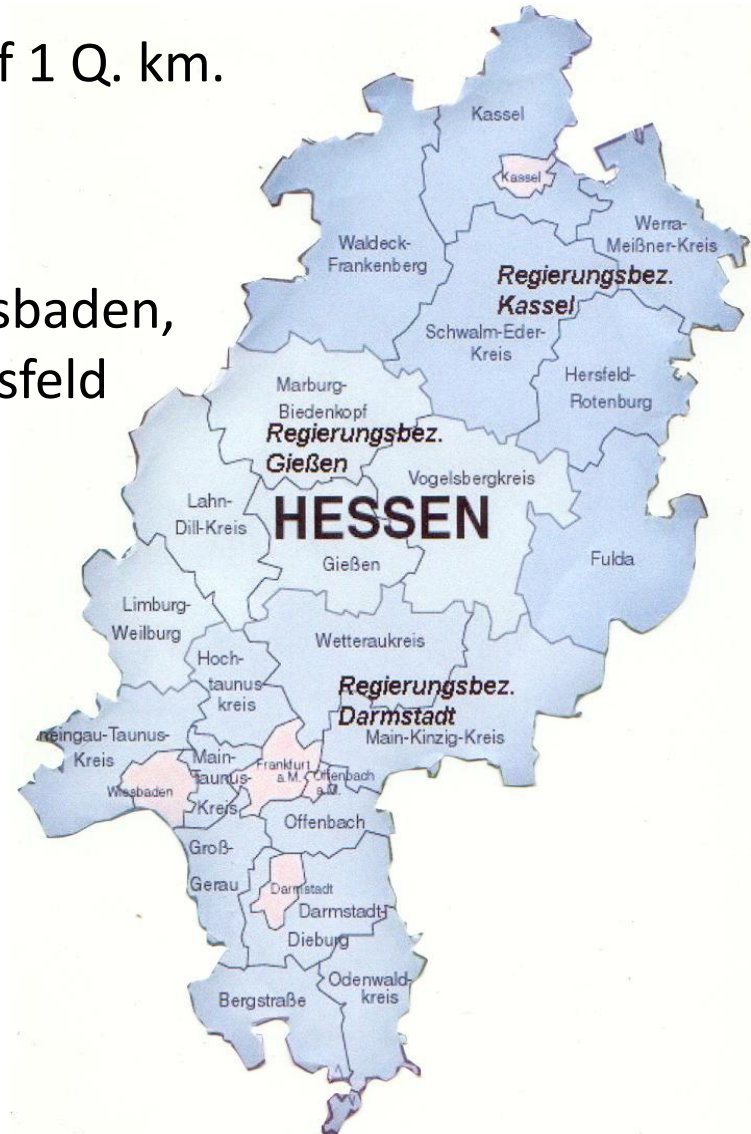 f 1 Q. km.
sbaden,
sfeld
Kassel
Kassel
Werra-
Meißner-Kreis
Waldeck-
Frankenberg
Regierungsbez.
Kassel
Schwalm-Eder-
Kreis
Hersfeld-
Rotenburg
Marburg-
Biedenkopf
Regierungsbez.
Gießen
Vogelsbergkreis
Lahn-
Dill-Kreis
HESSEN
Gießen
Fulda
Limburg-
Weilburg
Wetteraukreis
Hoch-
taunus-
kreis
Regierungsbez.
Darmstadt
Main-Kinzig-Kreis
heingau-Taunus-
Kreis
Wiesbaden
Main-
Taunus-
Kreis
Frankfurt
a.M.
Offenbach
a.M.
Offenbach
Groß-
Gerau
Darmstadt
Darmstadt-
Dieburg
Odenwald-
kreis
Bergstraße